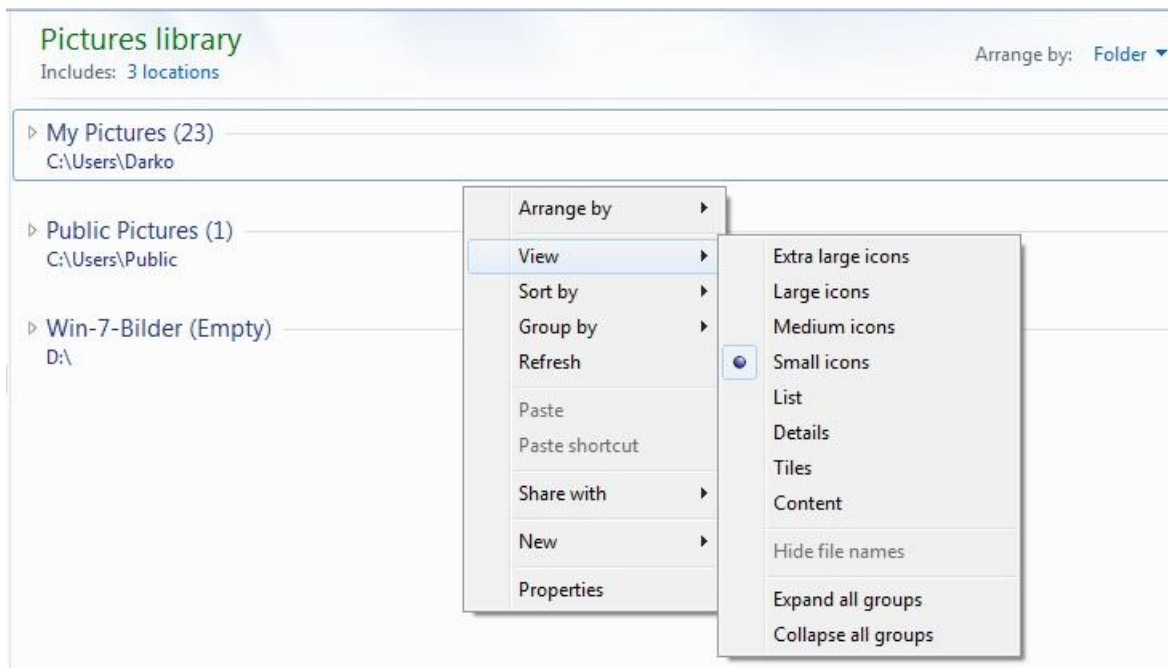 Pictures library
Includes: 3 locations
Arrange by: Folder
My Pictures (23)
C:\Users\Darko
Public Pictures (1)
C:\Users\Public
Win-7-Bilder (Empty)
D:\
Arrange by
View
Sort by
Group by
Refresh
Paste
Paste shortcut
Share with
New
Properties
Extra large icons
Large icons
Medium icons
Small icons
List
Details
Tiles
Content
Hide file names
Expand all groups
Collapse all groups